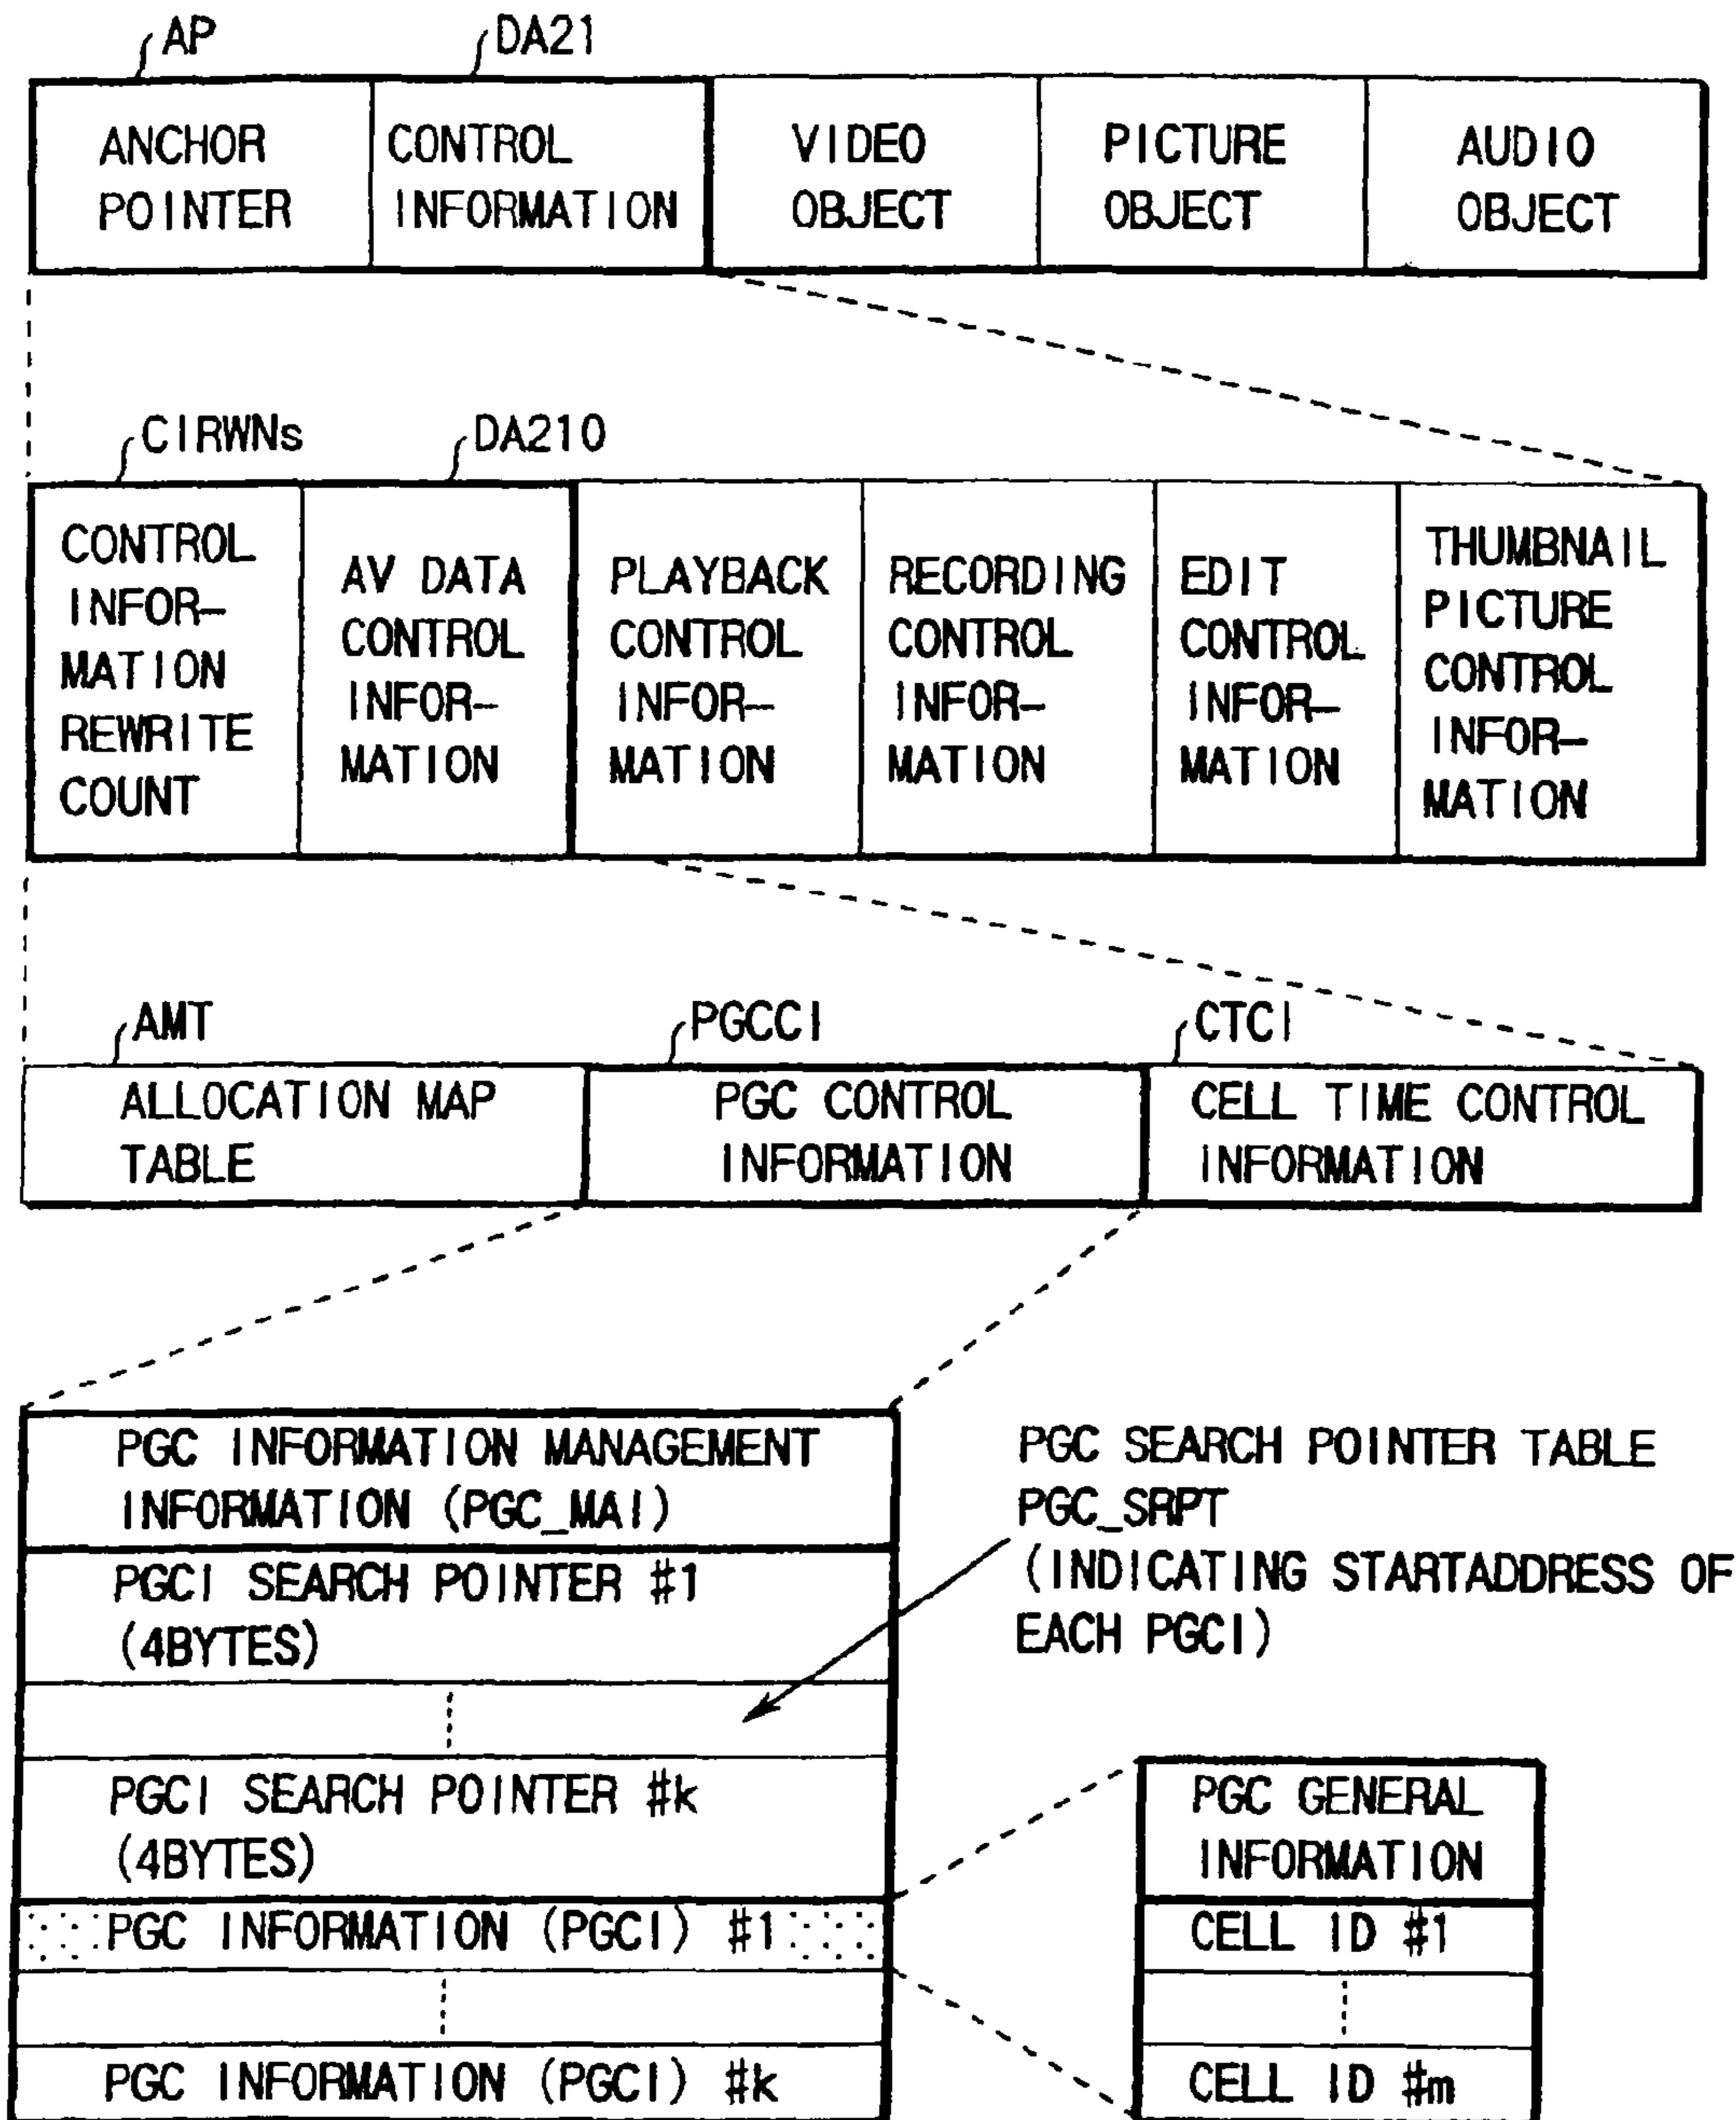 AP
DA21
ANCHOR
POINTER
CONTROL
INFORMATION
VIDEO
OBJECT
PICTURE
OBJECT
AUDIO
OBJECT
CIRWNs
DA210
CONTROL
INFOR-
MATION
REWRITE
COUNT
AV DATA
CONTROL
INFOR-
MATION
PLAYBACK
CONTROL
INFOR-
MATION
RECORDING
CONTROL
INFOR-
MATION
EDIT
CONTROL
INFOR-
MATION
THUMBNAIL
PICTURE
CONTROL
INFOR-
MATION
AMT
PGCCI
CTCI
ALLOCATION MAP
TABLE
PGC CONTROL
INFORMATION
CELL TIME CONTROL
INFORMATION
PGC INFORMATION MANAGEMENT
INFORMATION (PGC_MAI)
PGCI SEARCH POINTER #1
(4BYTES)
PGCI SEARCH POINTER #k
(4BYTES)
PGC INFORMATION (PGCI) #1
PGC INFORMATION (PGCI) #k
PGC SEARCH POINTER TABLE
PGC_SRPT
(INDICATING STARTADDRESS OF
EACH PGCI)
PGC GENERAL
INFORMATION
CELL ID #1
CELL ID #m